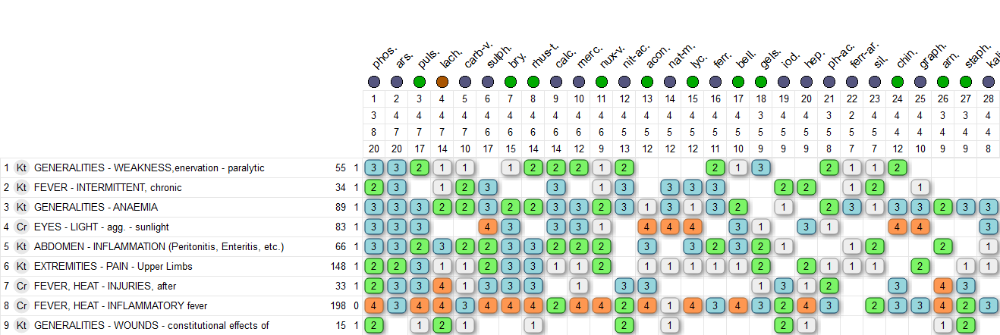 phos. ars. puls. lach. carb-v. sulph. bry. rhus-t. calc. merc. nux-v. nit-ac. acon. nat-m. lyc. ferr. bell. gels. iod. hep. ph-ac. ferr-ar. sil. chin. graph. arn. staph.
1 2 3 4 5 6 7 8 9 10 11 12 13 14 15 16 17 18 19 20 21 22 23 24 25 26 27 28
3 4 4 4 4 4 4 4 4 4 4 4 4 4 4 4 4 3 4 4 3 2 4 4 4 3 3 4
8 7 7 7 7 6 6 6 6 6 6 5 5 5 5 5 5 5 5 5 5 5 5 4 4 4 4 4
20 20 17 14 10 17 15 14 14 12 9 13 12 12 12 11 11 9 9 9 8 7 9 12 10 9 9 8
1 Kt GENERALITIES - WEAKNESS,enervation - paralytic 55 1 3 3 2 1 1 1 2 2 2 1 2 2 1 3 2 1 1 2
2 Kt FEVER - INTERMITTENT, chronic 34 1 2 3 1 2 3 3 1 3 3 3 3 2 2 1 2 1
3 Kt GENERALITIES - ANAEMIA 89 1 3 3 3 2 2 3 2 2 3 3 2 3 1 3 1 3 2 1 2 3 1 3 3 2 3 3
4 Cr EYES - LIGHT - agg. - sunlight 83 1 3 3 3 4 3 3 3 1 4 4 4 3 1 3 1 4 4 3
5 Kt ABDOMEN - INFLAMMATION (Peritonitis, Enteritis, etc.) 66 1 3 3 2 3 2 2 3 3 2 2 2 3 3 2 3 2 1 1 2 2 1
6 Kt EXTREMITIES - PAIN - Upper Limbs 148 1 2 2 3 1 1 2 3 3 1 1 2 1 1 1 1 1 2 2 1 1 1 2 1 1
7 Cr FEVER, HEAT - INJURIES, after 33 1 2 3 3 4 1 3 3 3 1 3 3 1 3 1 2 3 4 3
8 Cr FEVER, HEAT - INFLAMMATORY fever 198 0 4 3 4 4 3 4 4 4 2 4 4 2 4 1 4 3 4 3 2 4 3 2 3 3 4 2 3
9 Kt GENERALITIES - WOUNDS - constitutional effects of 15 1 2 1 2 1 1 2 1 2 1 1 2